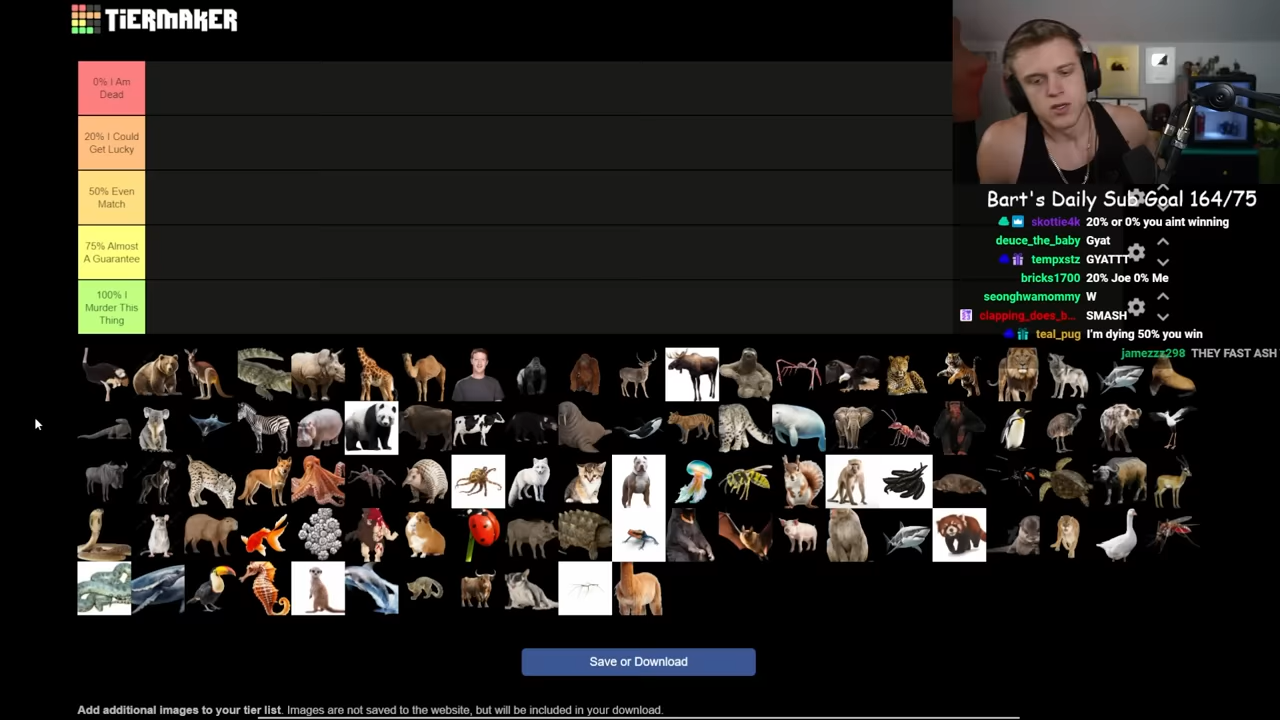 TiERMAKER
0% I Am
Dead
20% I Could
Get Lucky
50% Even
Match
75% Almost
A Guarantee
100% I
Murder This
Thing
Bart's Daily Sub Goal 164/75
skottie4k 20% or 0% you aint winning
deuce_the_baby Gyat
tempxstz GYATTT
bricks1700 20% Joe 0% Me
seonghwamommy W
clapping_does_b... SMASH
teal_pug I'm dying 50% you win
jamezzz298 THEY FAST ASH
Save or Download
Add additional images to your tier list. Images are not saved to the website, but will be included in your download.